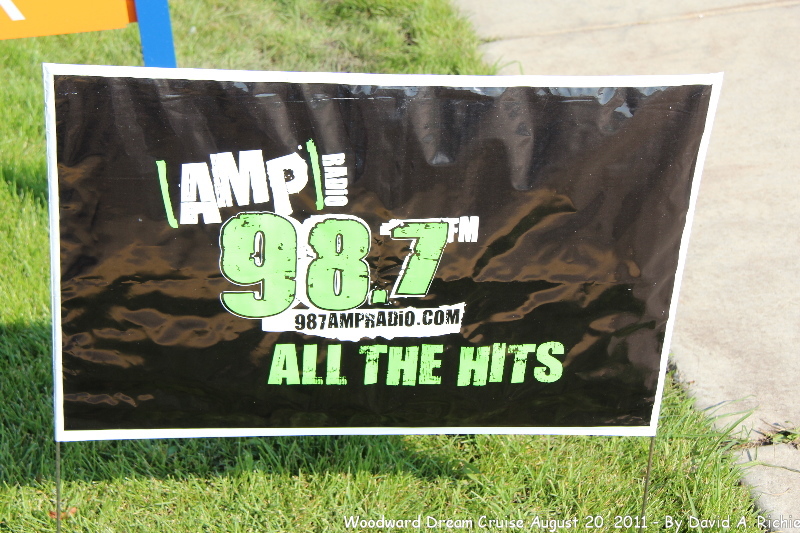 AMP RADIO
98.7 FM
987AMPRADIO.COM
ALL THE HITS
Woodward Dream Cruise August 20, 2011 - By David A. Richie